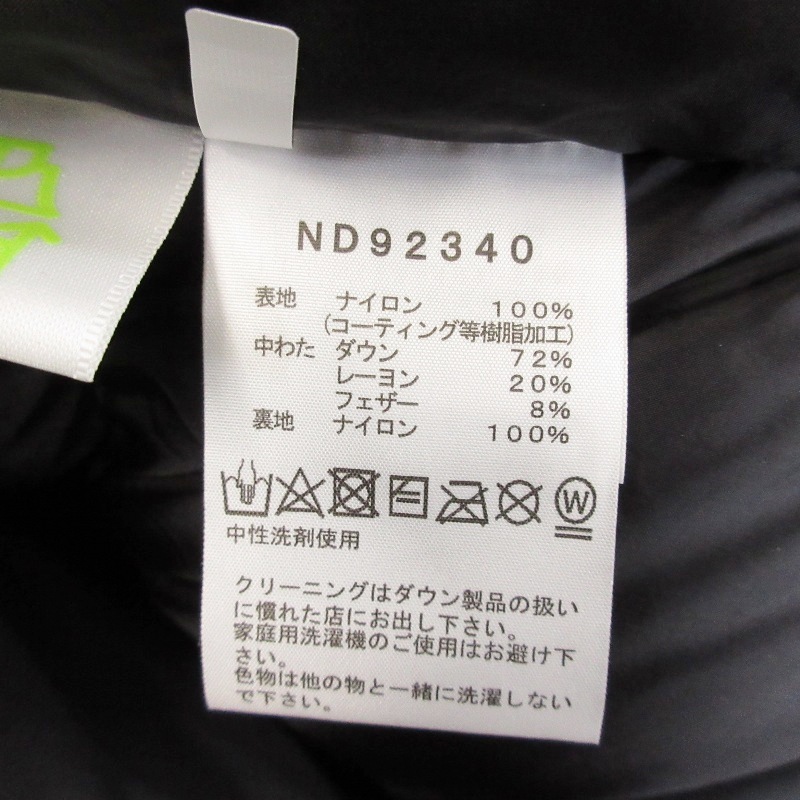 ND92340
表地 ナイロン 100%
(コーティング等樹脂加工)
中わた ダウン 72%
レーヨン 20%
フェザー 8%
裏地 ナイロン 100%
W
中性洗剤使用
クリーニングはダウン製品の扱い
に慣れた店にお出し下さい。
家庭用洗濯機のご使用はお避け下
さい。
色物は他の物と一緒に洗濯しない
で下さい。